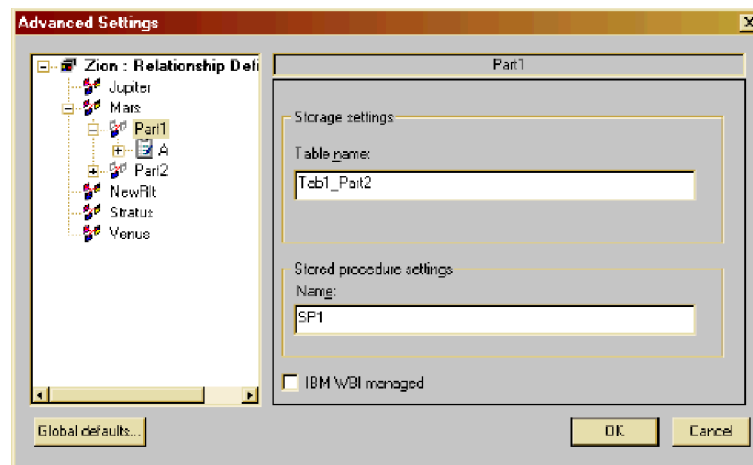 Advanced Settings
Zion : Relationship Defi
Jupiter
Mars
Part1
A
Part2
NewRlt
Stratus
Venus
Part1
Storage settings
Table name:
Tab1_Part2
Stored procedure settings
Name:
SP1
IBM WBI managed
Global defaults...
OK
Cancel